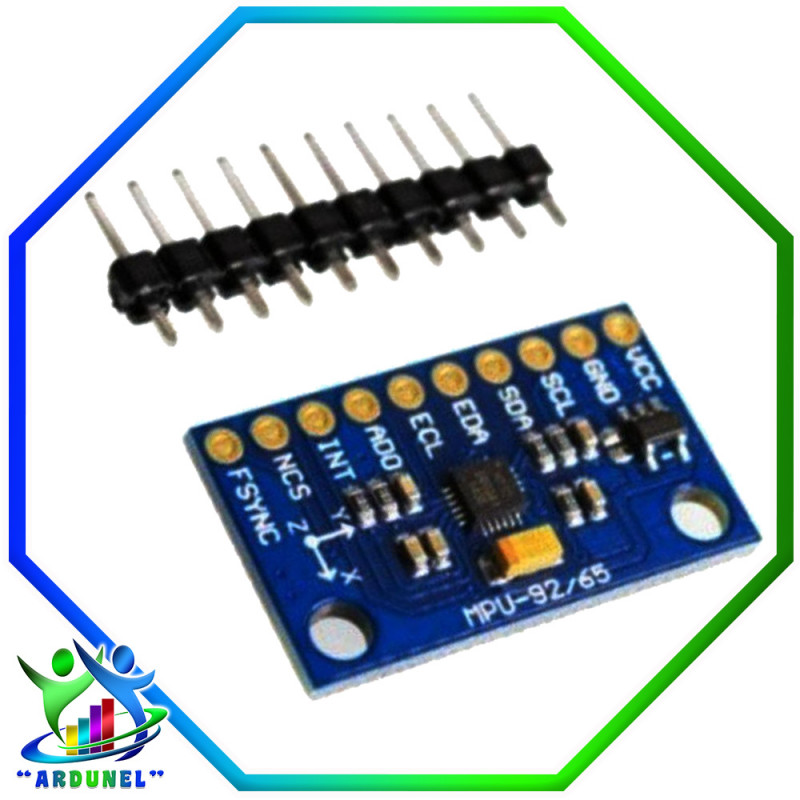 VCC
GND
SCL
SDA
EDA
ECL
ADO
INT
NCS
FSYNC
Z
Y
X
MPU-92/65
"ARDUNEL"